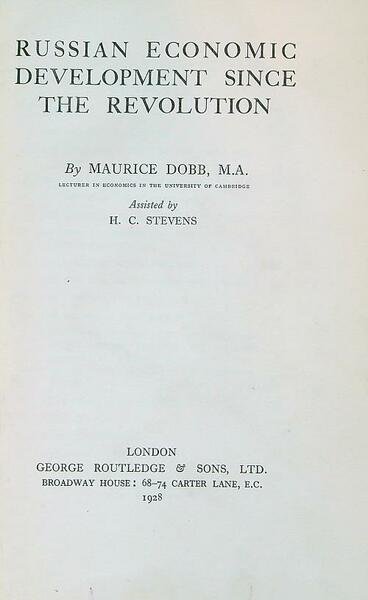 RUSSIAN ECONOMIC
DEVELOPMENT SINCE
THE REVOLUTION
By MAURICE DOBB, M.A.
LECTURER IN ECONOMICS IN THE UNIVERSITY OF CAMBRIDGE
Assisted by
H. C. STEVENS
LONDON
GEORGE ROUTLEDGE & SONS, LTD.
BROADWAY HOUSE: 68–74 CARTER LANE, E.C.
1928